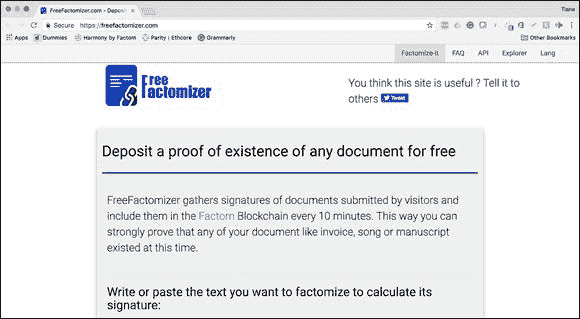 FreeFactomizer.com - Deposi
Tiana
Secure https://freefactomizer.com
Apps Dummies Harmony by Factom Parity | Ethcore Grammarly Other Bookmarks
Factomize-it FAQ API Explorer Lang
Free
Factomizer
You think this site is useful ? Tell it to
others Tweet
Deposit a proof of existence of any document for free
FreeFactomizer gathers signatures of documents submitted by visitors and
include them in the Factom Blockchain every 10 minutes. This way you can
strongly prove that any of your document like invoice, song or manuscript
existed at this time.
Write or paste the text you want to factomize to calculate its
signature: